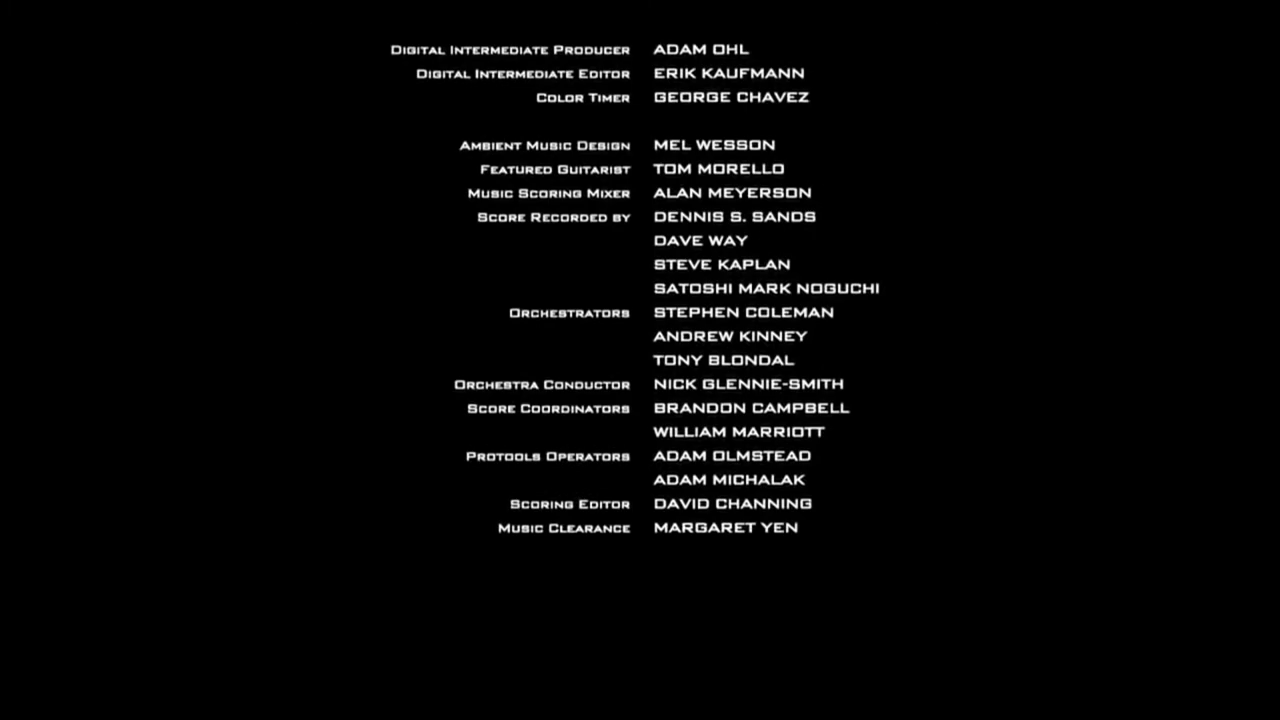 Digital Intermediate Producer ADAM OHL
Digital Intermediate Editor ERIK KAUFMANN
Color Timer GEORGE CHAVEZ
Ambient Music Design MEL WESSON
Featured Guitarist TOM MORELLO
Music Scoring Mixer ALAN MEYERSON
Score Recorded by DENNIS S. SANDS
DAVE WAY
STEVE KAPLAN
SATOSHI MARK NOGUCHI
Orchestrators STEPHEN COLEMAN
ANDREW KINNEY
TONY BLONDAL
Orchestra Conductor NICK GLENNIE-SMITH
Score Coordinators BRANDON CAMPBELL
WILLIAM MARRIOTT
Protools Operators ADAM OLMSTEAD
ADAM MICHALAK
Scoring Editor DAVID CHANNING
Music Clearance MARGARET YEN